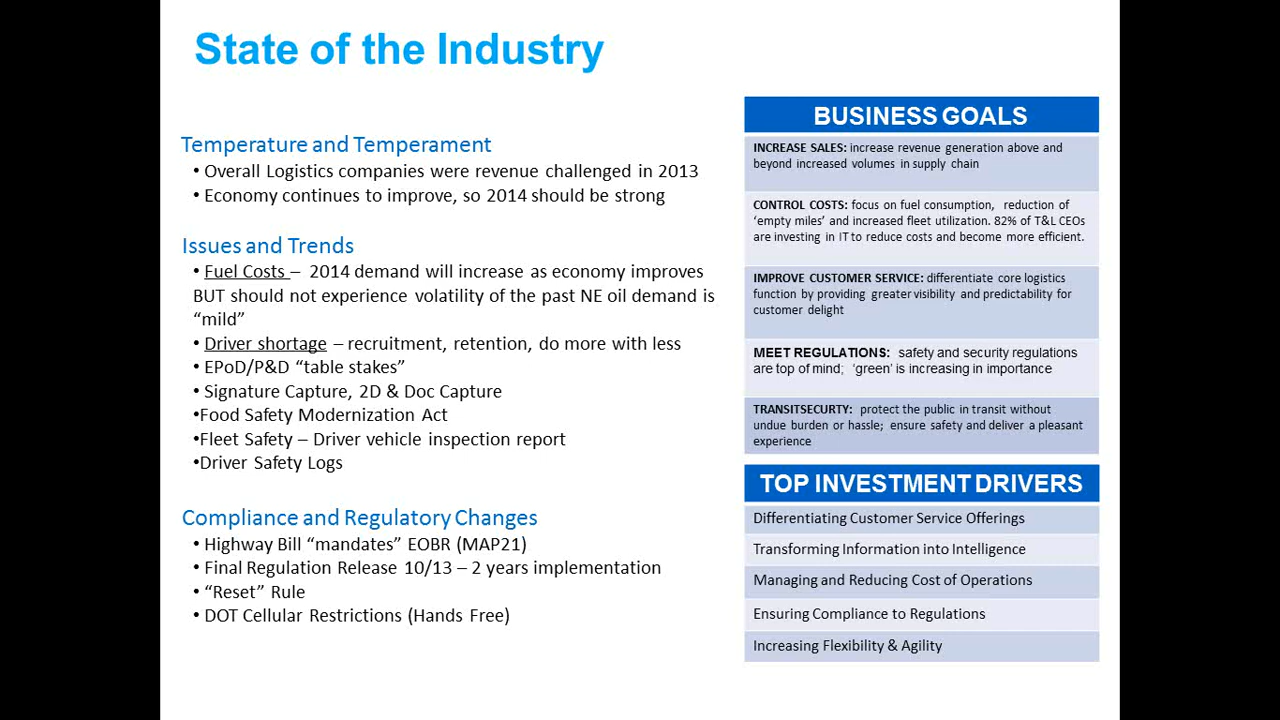 State of the Industry
Temperature and Temperament
• Overall Logistics companies were revenue challenged in 2013
• Economy continues to improve, so 2014 should be strong
Issues and Trends
• Fuel Costs – 2014 demand will increase as economy improves
BUT should not experience volatility of the past NE oil demand is
“mild”
• Driver shortage – recruitment, retention, do more with less
• EPoD/P&D “table stakes”
• Signature Capture, 2D & Doc Capture
•Food Safety Modernization Act
•Fleet Safety – Driver vehicle inspection report
•Driver Safety Logs
Compliance and Regulatory Changes
• Highway Bill “mandates” EOBR (MAP21)
• Final Regulation Release 10/13 – 2 years implementation
• “Reset” Rule
• DOT Cellular Restrictions (Hands Free)
BUSINESS GOALS
INCREASE SALES: increase revenue generation above and
beyond increased volumes in supply chain
CONTROL COSTS: focus on fuel consumption, reduction of
‘empty miles’ and increased fleet utilization. 82% of T&L CEOs
are investing in IT to reduce costs and become more efficient.
IMPROVE CUSTOMER SERVICE: differentiate core logistics
function by providing greater visibility and predictability for
customer delight
MEET REGULATIONS: safety and security regulations
are top of mind; ‘green’ is increasing in importance
TRANSITSECURTY: protect the public in transit without
undue burden or hassle; ensure safety and deliver a pleasant
experience
TOP INVESTMENT DRIVERS
Differentiating Customer Service Offerings
Transforming Information into Intelligence
Managing and Reducing Cost of Operations
Ensuring Compliance to Regulations
Increasing Flexibility & Agility